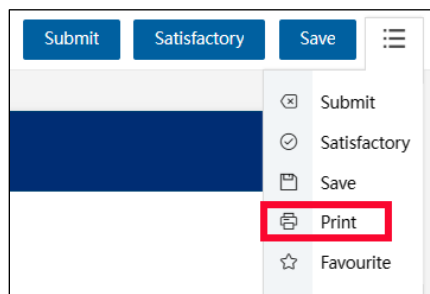 Submit Satisfactory Save
Submit
Satisfactory
Save
Print
Favourite